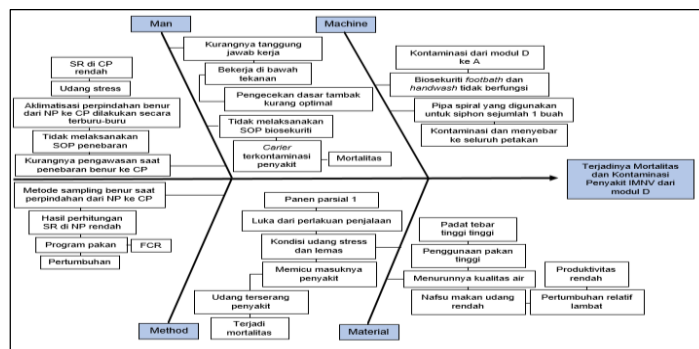 Man
Machine
Kurangnya tanggung
jawab kerja
Bekerja di bawah
tekanan
Pengecekan dasar tambak
kurang optimal
Tidak melaksanakan
SOP biosekuriti
Carier
terkontaminasi
penyakit
Mortalitas
SR di CP
rendah
Udang stress
Aklimatisasi perpindahan benur
dari NP ke CP dilakukan secara
terburu-buru
Tidak melaksanakan
SOP penebaran
Kurangnya pengawasan saat
penebaran benur ke CP
Kontaminasi dari modul D
ke A
Biosekuriti footbath dan
handwash tidak berfungsi
Pipa spiral yang digunakan
untuk siphon sejumlah 1 buah
Kontaminasi dan menyebar
ke seluruh petakan
Terjadinya Mortalitas
dan Kontaminasi
Penyakit IMNV dari
modul D
Metode sampling benur saat
perpindahan dari NP ke CP
Hasil perhitungan
SR di NP rendah
Program pakan
FCR
Pertumbuhan
Panen parsial 1
Luka dari perlakuan penjalaan
Kondisi udang stress
dan lemas
Memicu masuknya
penyakit
Udang terserang
penyakit
Terjadi
mortalitas
Padat tebar
tinggi tinggi
Penggunaan pakan
tinggi
Menurunnya kualitas air
Nafsu makan udang
rendah
Produktivitas
rendah
Pertumbuhan relatif
lambat
Method
Material